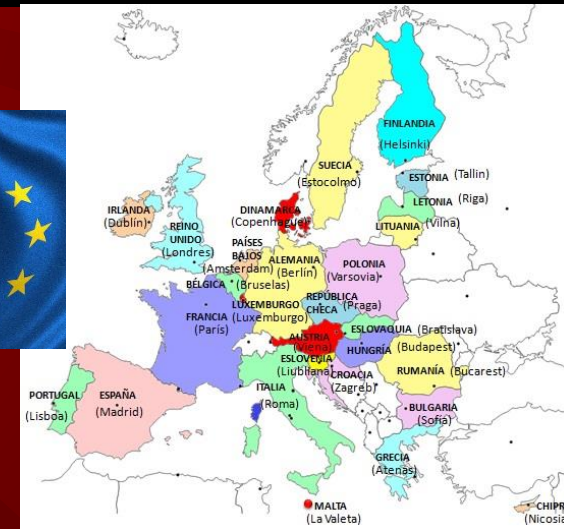 FINLANDIA
(Helsinki)
SUECIA
(Estocolmo)
ESTONIA (Tallin)
LETONIA (Riga)
LITUANIA (Vilna)
IRLANDA
(Dublín)
REINO
UNIDO
(Londres)
DINAMARCA
(Copenhague)
PAÍSES
BAJOS
(Amsterdam)
ALEMANIA
(Berlín)
POLONIA
(Varsovia)
BÉLGICA (Bruselas)
LUXEMBURGO
(Luxemburgo)
REPÚBLICA
CHECA (Praga)
FRANCIA
(París)
AUSTRIA
(Viena)
ESLOVAQUIA (Bratislava)
HUNGRÍA (Budapest)
ESLOVENIA
(Liubliana)
CROACIA
(Zagreb)
RUMANÍA (Bucarest)
PORTUGAL
(Lisboa)
ESPAÑA
(Madrid)
ITALIA
(Roma)
BULGARIA
(Sofía)
GRECIA
(Atenas)
MALTA
(La Valeta)
CHIPR
(Nicosia